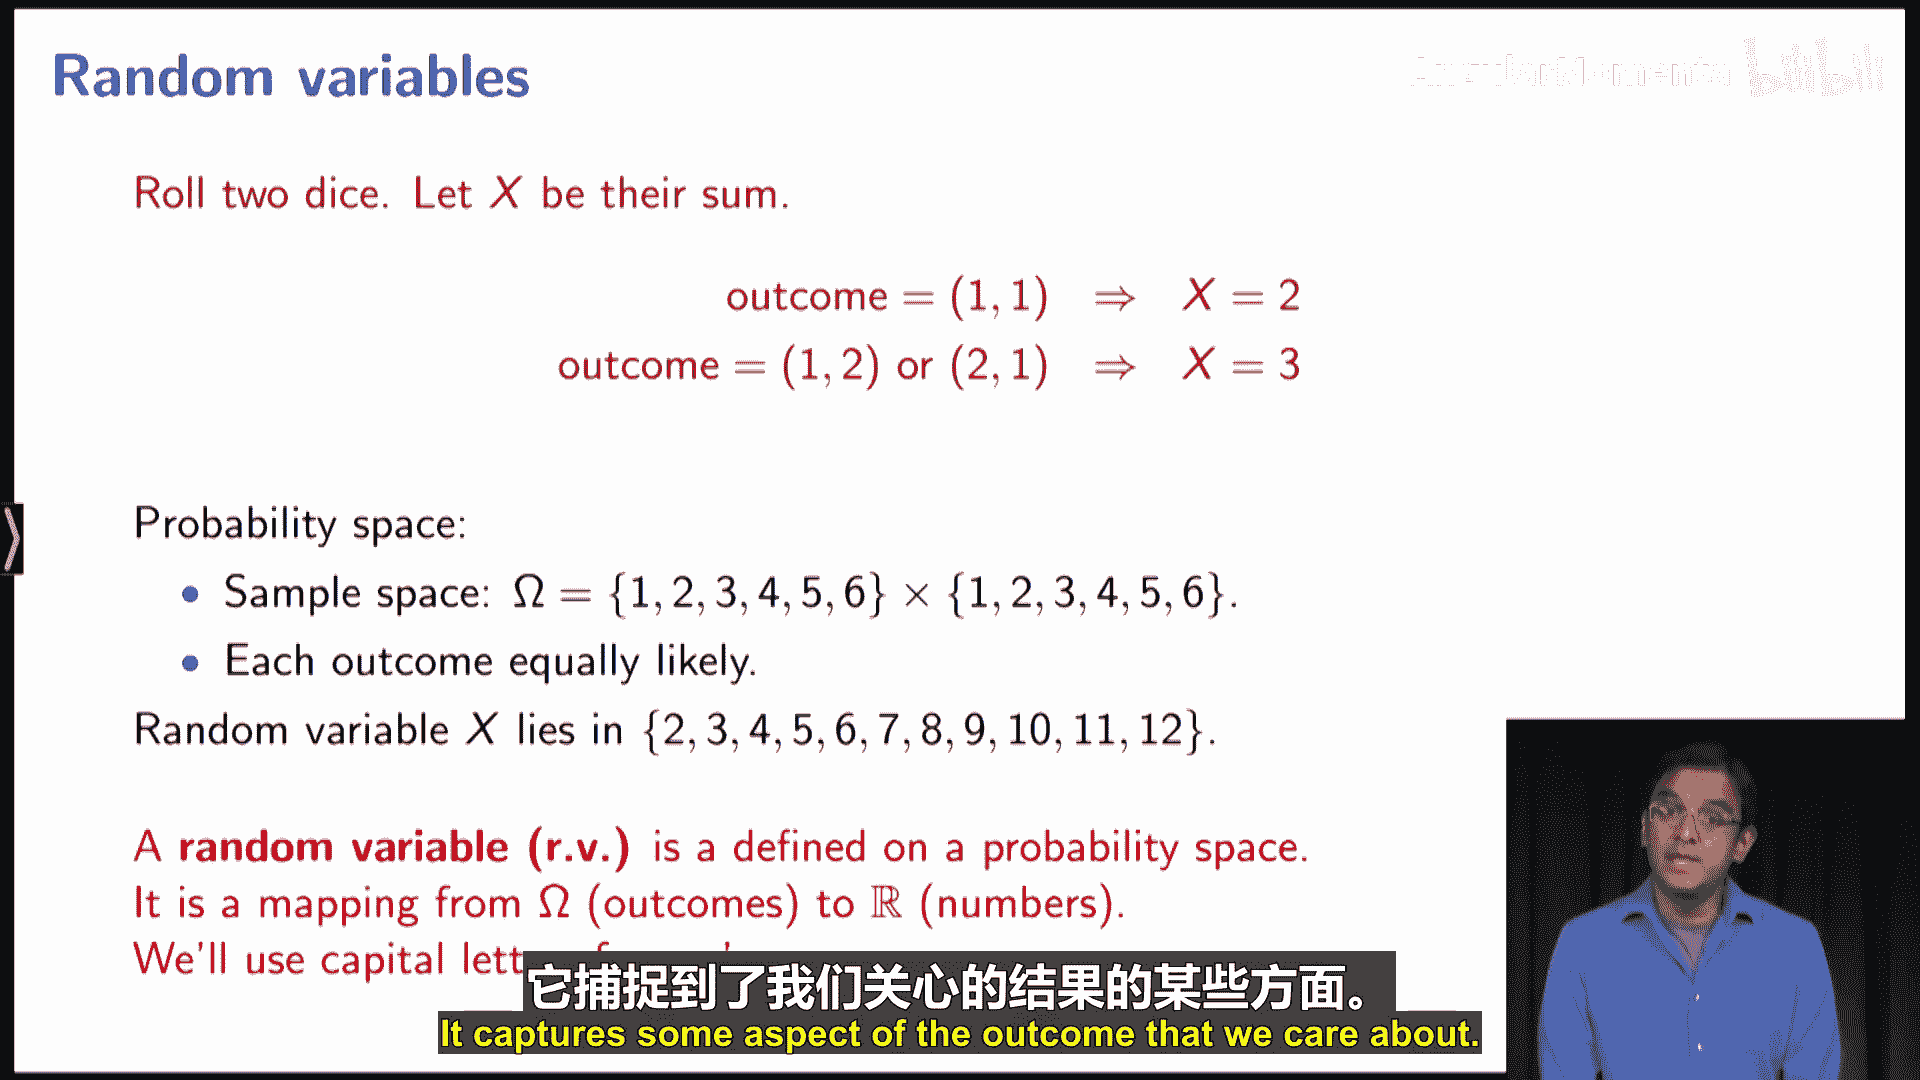 Random variables
bilibili
Roll two dice. Let X be their sum.
outcome = (1, 1) ⇒ X = 2
outcome = (1, 2) or (2, 1) ⇒ X = 3
Probability space:
• Sample space: Ω = {1, 2, 3, 4, 5, 6} × {1, 2, 3, 4, 5, 6}.
• Each outcome equally likely.
Random variable X lies in {2, 3, 4, 5, 6, 7, 8, 9, 10, 11, 12}.
A random variable (r.v.) is a defined on a probability space.
It is a mapping from Ω (outcomes) to ℝ (numbers).
We'll use capital
它捕捉到了我们关心的结果的某些方面。
It captures some aspect of the outcome that we care about.